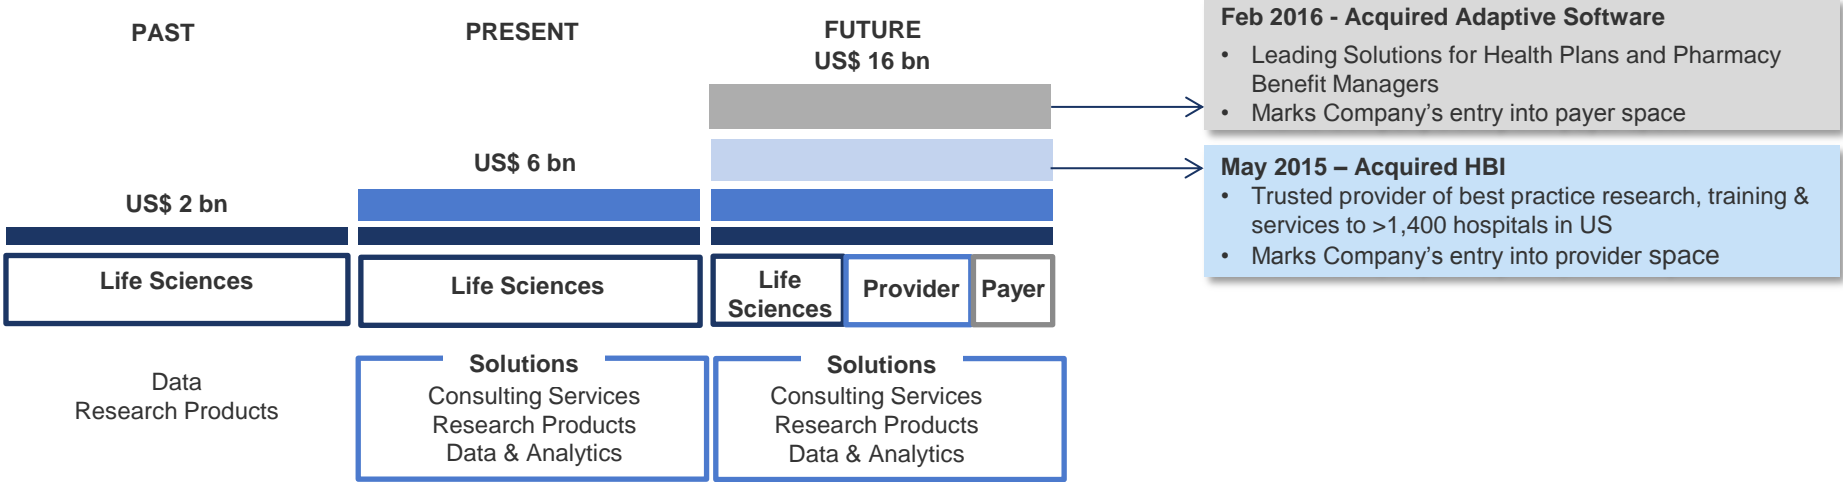 PAST
US$ 2 bn
Life Sciences
Data
Research Products
PRESENT
US$ 6 bn
Life Sciences
Solutions
Consulting Services
Research Products
Data & Analytics
FUTURE
US$ 16 bn
Life
Sciences
Provider
Payer
Solutions
Consulting Services
Research Products
Data & Analytics
Feb 2016 - Acquired Adaptive Software
• Leading Solutions for Health Plans and Pharmacy
Benefit Managers
• Marks Company’s entry into payer space
May 2015 – Acquired HBI
• Trusted provider of best practice research, training &
services to >1,400 hospitals in US
• Marks Company’s entry into provider space